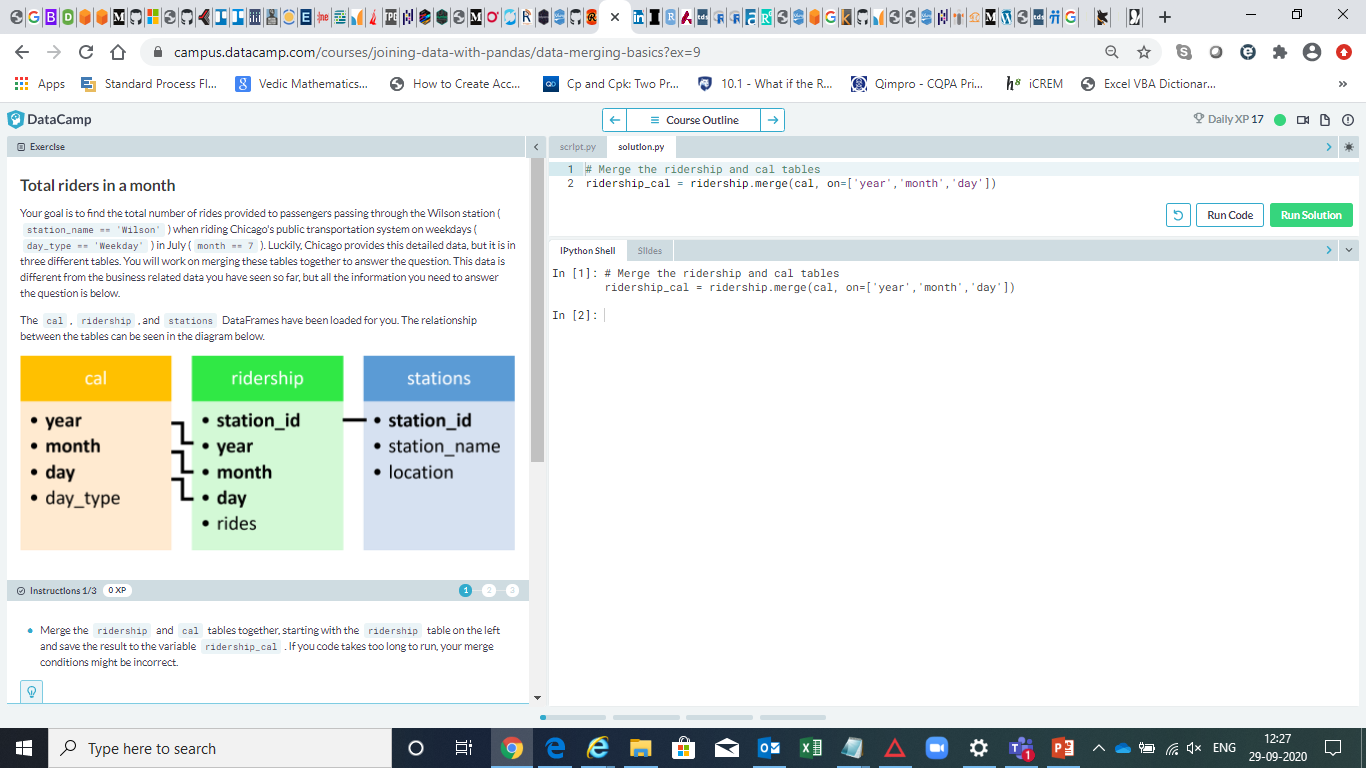 campus.datacamp.com/courses/joining-data-with-pandas/data-merging-basics?ex=9
Apps
Standard Process Fl...
Vedic Mathematics...
How to Create Acc...
Cp and Cpk: Two Pr...
10.1 - What if the R...
Qimpro - CQPA Pri...
iCREM
Excel VBA Dictionar...
»
DataCamp
Course Outline
Daily XP 17
Exercise
Total riders in a month
Your goal is to find the total number of rides provided to passengers passing through the Wilson station (
station_name == 'Wilson' ) when riding Chicago's public transportation system on weekdays (
day_type == 'Weekday' ) in July ( month == 7 ). Luckily, Chicago provides this detailed data, but it is in
three different tables. You will work on merging these tables together to answer the question. This data is
different from the business related data you have seen so far, but all the information you need to answer
the question is below.
The cal , ridership , and stations DataFrames have been loaded for you. The relationship
between the tables can be seen in the diagram below.
cal
• year
• month
• day
• day_type
ridership
• station_id
• year
• month
• day
• rides
stations
• station_id
• station_name
• location
Instructions 1/3
0 XP
1
2
3
• Merge the ridership and cal tables together, starting with the ridership table on the left
and save the result to the variable ridership_cal . If you code takes too long to run, your merge
conditions might be incorrect.
script.py
solution.py
1 # Merge the ridership and cal tables
2 ridership_cal = ridership.merge(cal, on=['year','month','day'])
Run Code
Run Solution
IPython Shell
Slides
In [1]: # Merge the ridership and cal tables
ridership_cal = ridership.merge(cal, on=['year','month','day'])
In [2]:
Type here to search
ENG
12:27
29-09-2020